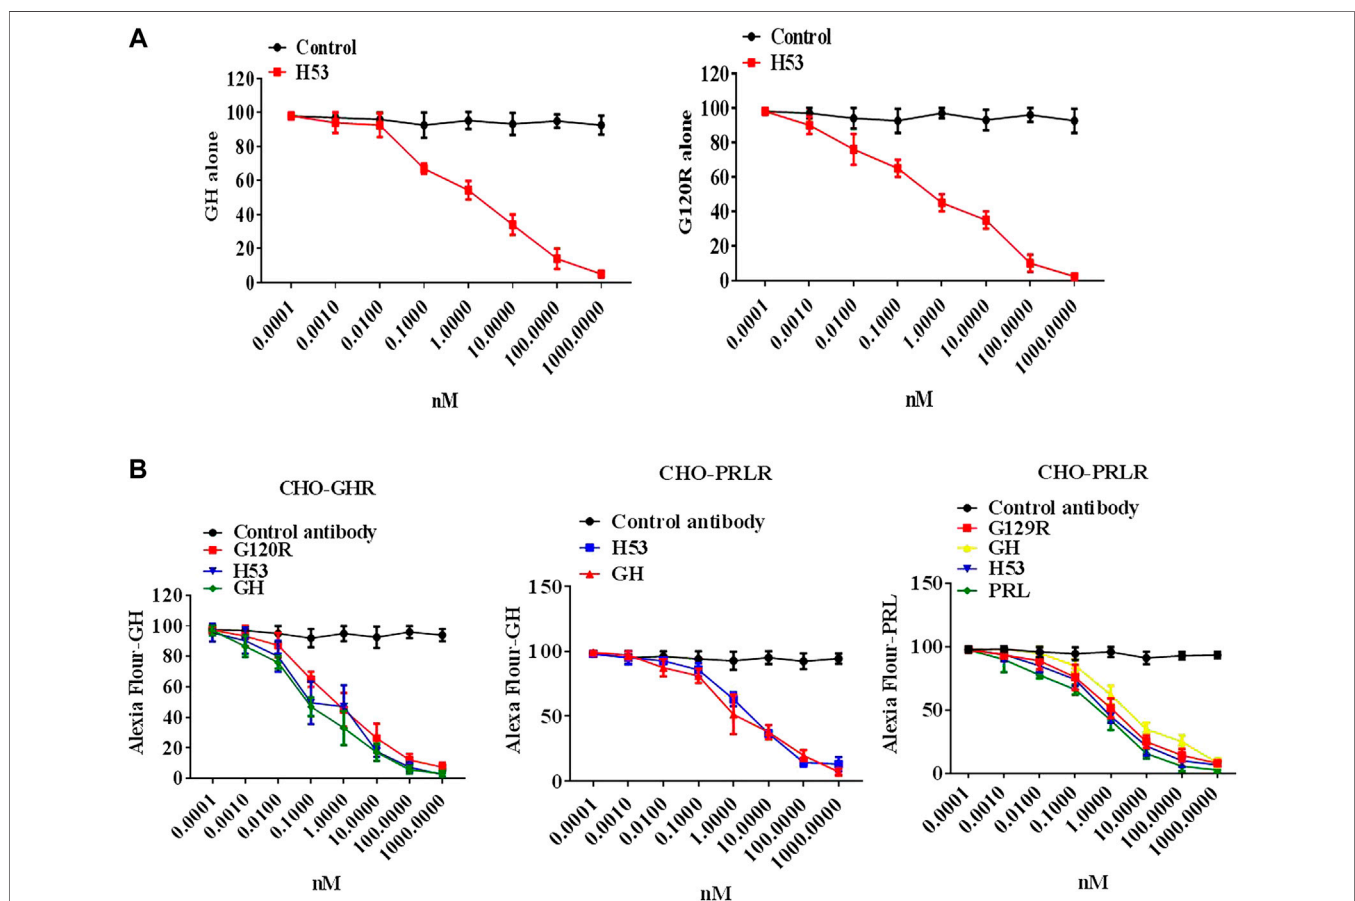 A
Control
H53
120
100
80
60
40
20
0
GH alone
0.0001
0.0010
0.0100
0.1000
1.0000
10.0000
100.0000
1000.0000
nM
Control
H53
120
100
80
60
40
20
0
G120R alone
0.0001
0.0010
0.0100
0.1000
1.0000
10.0000
100.0000
1000.0000
nM
B
CHO-GHR
Control antibody
G120R
H53
GH
120
100
80
60
40
20
0
Alexia Flour-GH
0.0001
0.0010
0.0100
0.1000
1.0000
10.0000
100.0000
1000.0000
nM
CHO-PRLR
Control antibody
H53
GH
150
100
50
0
Alexa Flour-GH
0.0001
0.0010
0.0100
0.1000
1.0000
10.0000
100.0000
1000.0000
nM
CHO-PRLR
Control antibody
G129R
GH
H53
PRL
150
100
50
0
Alexia Flour-PRL
0.0001
0.0010
0.0100
0.1000
1.0000
10.0000
100.0000
1000.0000
nM